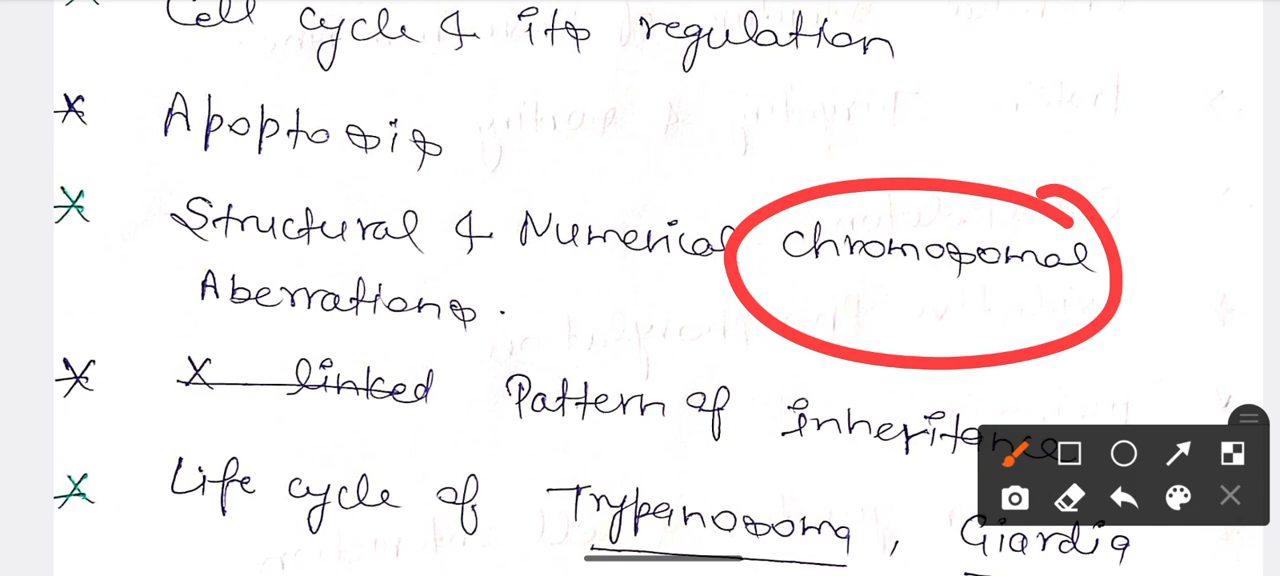 Cell cycle & its regulation
* Apoptosis
* Structural & Numerical chromosomal
Aberrations.
* X linked Pattern of inheritance
* Life cycle of Trypanosoma, Giardia